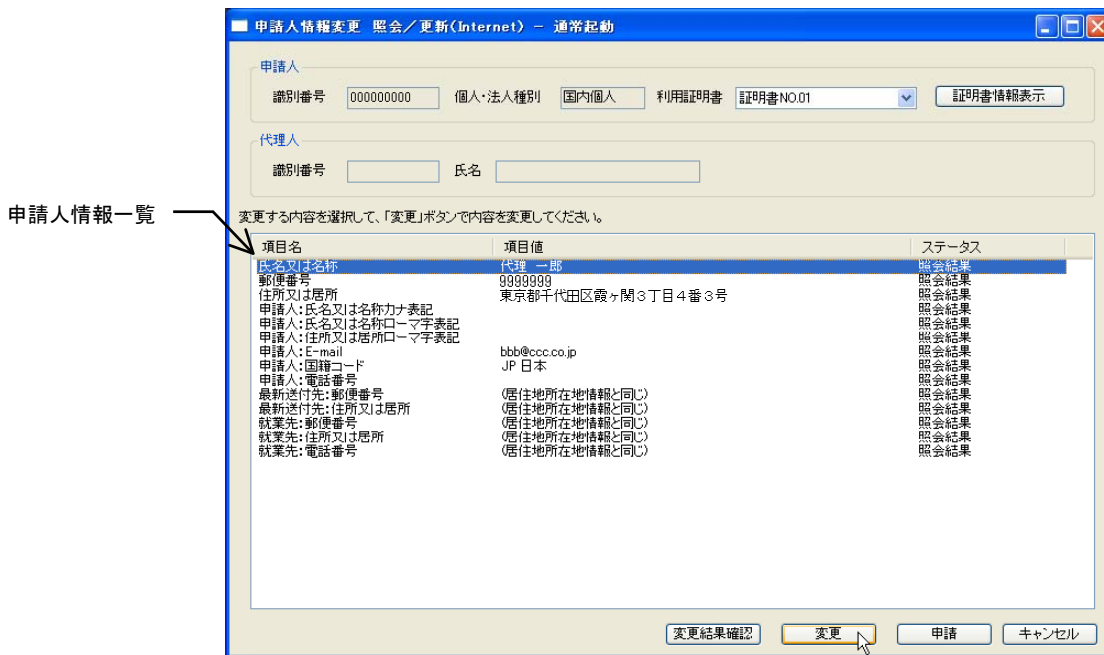 申請人情報変更 照会／更新(Internet) － 通常起動
申請人
識別番号 000000000 個人・法人種別 国内個人 利用証明書 証明書NO.01 証明書情報表示
代理人
識別番号 氏名
申請人情報一覧
変更する内容を選択して、「変更」ボタンで内容を変更してください。
項目名 項目値 ステータス
氏名又は名称 代理 一郎 照会結果
郵便番号 9999999 照会結果
住所又は居所 東京都千代田区霞ヶ関３丁目４番３号 照会結果
申請人:氏名又は名称カナ表記 照会結果
申請人:氏名又は名称ローマ字表記 照会結果
申請人:住所又は居所ローマ字表記 照会結果
申請人:E-mail bbb@ccc.co.jp 照会結果
申請人:国籍コード JP 日本 照会結果
申請人:電話番号 照会結果
最新送付先:郵便番号 (居住地所在地情報と同じ) 照会結果
最新送付先:住所又は居所 (居住地所在地情報と同じ) 照会結果
就業先:郵便番号 (居住地所在地情報と同じ) 照会結果
就業先:住所又は居所 (居住地所在地情報と同じ) 照会結果
就業先:電話番号 (居住地所在地情報と同じ) 照会結果
変更結果確認 変更 申請 キャンセル